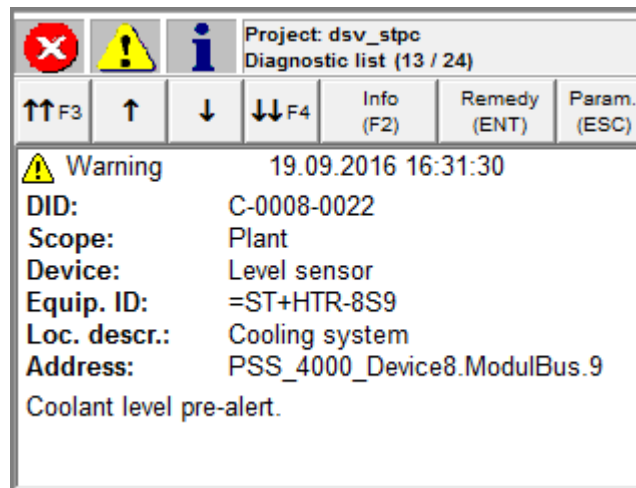 Project: dsv_stpc
Diagnostic list (13 / 24)
↑↑ F3 ↑ ↓ ↓↓ F4 Info (F2) Remedy (ENT) Param. (ESC)
Warning 19.09.2016 16:31:30
DID: C-0008-0022
Scope: Plant
Device: Level sensor
Equip. ID: =ST+HTR-8S9
Loc. descr.: Cooling system
Address: PSS_4000_Device8.ModulBus.9
Coolant level pre-alert.